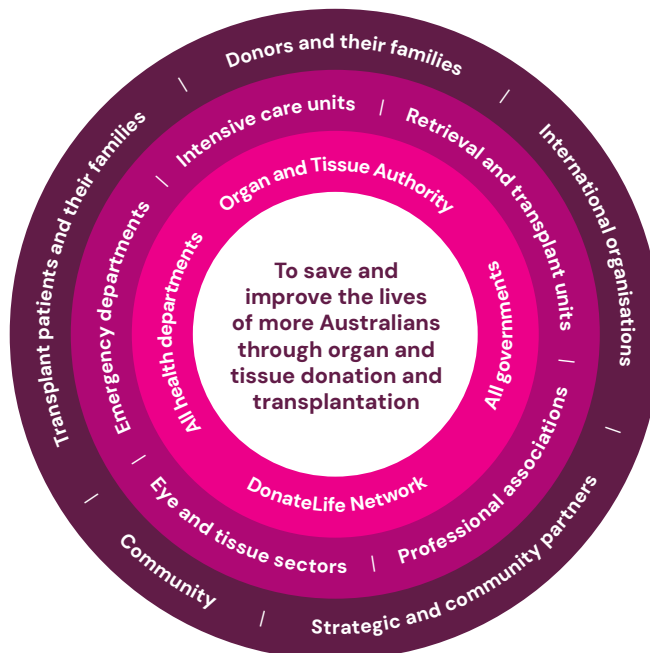 Donors and their families
|
International organisations
|
Strategic and community partners
|
Community
|
Transplant patients and their families
|
Intensive care units
|
Retrieval and transplant units
|
Professional associations
|
Eye and tissue sectors
|
Emergency departments
|
Organ and Tissue Authority
All governments
DonateLife Network
All health departments
To save and
improve the lives
of more Australians
through organ and
tissue donation and
transplantation